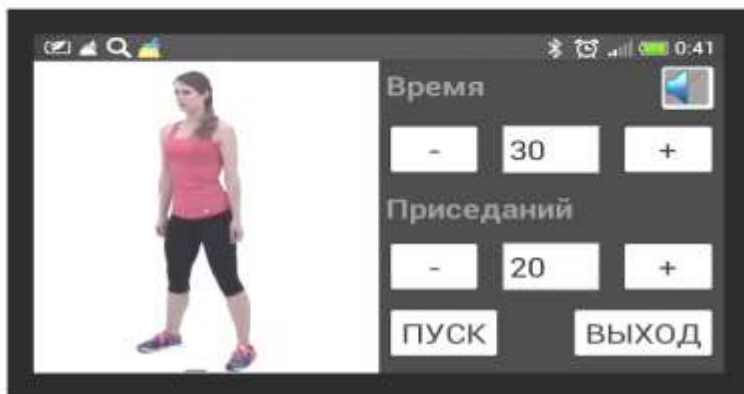 0:41
Время
- 30 +
Приседаний
- 20 +
ПУСК ВЫХОД